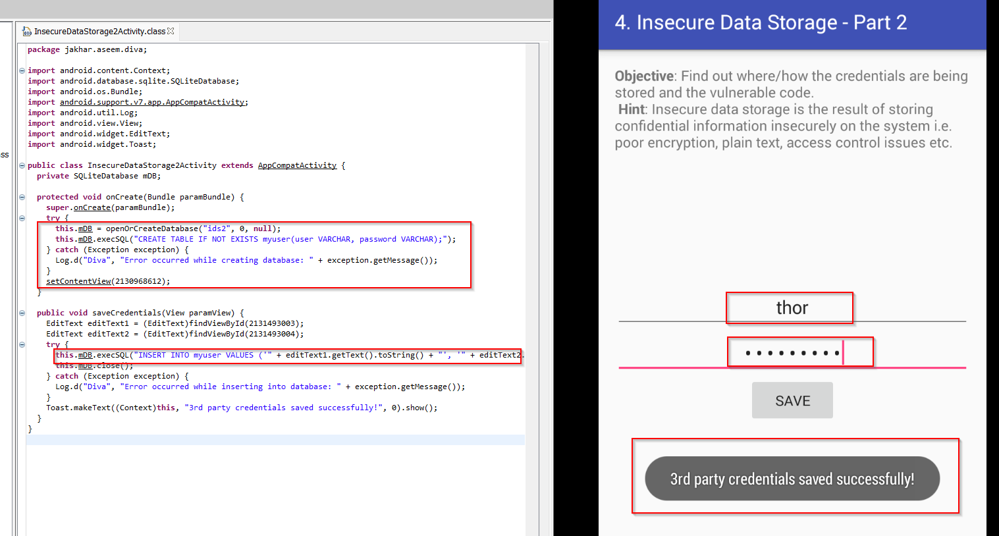 InsecureDataStorage2Activity.class
package jakhar.aseem.diva;
import android.content.Context;
import android.database.sqlite.SQLiteDatabase;
import android.os.Bundle;
import android.support.v7.app.AppCompatActivity;
import android.util.Log;
import android.view.View;
import android.widget.EditText;
import android.widget.Toast;
ss
public class InsecureDataStorage2Activity extends AppCompatActivity {
private SQLiteDatabase mDB;
protected void onCreate(Bundle paramBundle) {
super.onCreate(paramBundle);
try {
this.mDB = openOrCreateDatabase("ids2", 0, null);
this.mDB.execSQL("CREATE TABLE IF NOT EXISTS myuser(user VARCHAR, password VARCHAR);");
} catch (Exception exception) {
Log.d("Diva", "Error occurred while creating database: " + exception.getMessage());
}
setContentView(2130968612);
}
public void saveCredentials(View paramView) {
EditText editText1 = (EditText)findViewById(2131493003);
EditText editText2 = (EditText)findViewById(2131493004);
try {
this.mDB.execSQL("INSERT INTO myuser VALUES ('" + editText1.getText().toString() + "', '" + editText2.
this.mDB.close();
} catch (Exception exception) {
Log.d("Diva", "Error occurred while inserting into database: " + exception.getMessage());
}
Toast.makeText((Context)this, "3rd party credentials saved successfully!", 0).show();
}
}
4. Insecure Data Storage - Part 2
Objective: Find out where/how the credentials are being
stored and the vulnerable code.
Hint: Insecure data storage is the result of storing
confidential information insecurely on the system i.e.
poor encryption, plain text, access control issues etc.
thor
•••••••••
SAVE
3rd party credentials saved successfully!